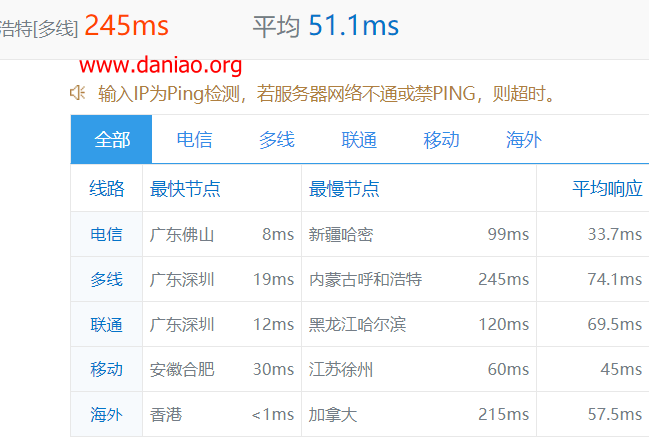 浩特[多线] 245ms 平均 51.1ms
www.daniao.org
输入IP为Ping检测，若服务器网络不通或禁PING，则超时。
全部 电信 多线 联通 移动 海外
线路 最快节点 最慢节点 平均响应
电信 广东佛山 8ms 新疆哈密 99ms 33.7ms
多线 广东深圳 19ms 内蒙古呼和浩特 245ms 74.1ms
联通 广东深圳 12ms 黑龙江哈尔滨 120ms 69.5ms
移动 安徽合肥 30ms 江苏徐州 60ms 45ms
海外 香港 <1ms 加拿大 215ms 57.5ms